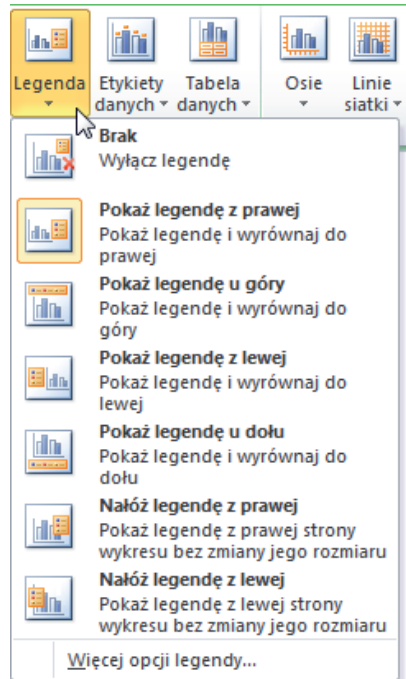 Legenda Etykiety Tabela Osie Linie
danych danych siatki
Brak
Wyłącz legendę
Pokaż legendę z prawej
Pokaż legendę i wyrównaj do
prawej
Pokaż legendę u góry
Pokaż legendę i wyrównaj do
góry
Pokaż legendę z lewej
Pokaż legendę i wyrównaj do
lewej
Pokaż legendę u dołu
Pokaż legendę i wyrównaj do
dołu
Nałóż legendę z prawej
Pokaż legendę z prawej strony
wykresu bez zmiany jego rozmiaru
Nałóż legendę z lewej
Pokaż legendę z lewej strony
wykresu bez zmiany jego rozmiaru
Więcej opcji legendy...